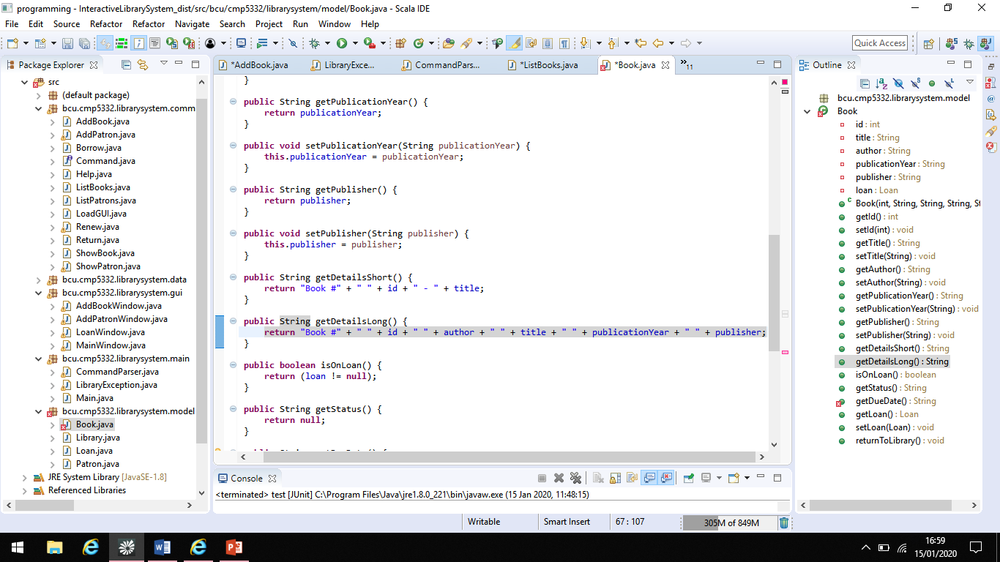 programming - InteractiveLibrarySystem_dist/src/bcu/cmp5332/librarysystem/model/Book.java - Scala IDE
File Edit Source Refactor Refactor Navigate Search Project Run Window Help
Quick Access
Package Explorer
src
(default package)
bcu.cmp5332.librarysystem.comm
AddBook.java
AddPatron.java
Borrow.java
Command.java
Help.java
ListBooks.java
ListPatrons.java
LoadGUI.java
Renew.java
Return.java
ShowBook.java
ShowPatron.java
bcu.cmp5332.librarysystem.data
bcu.cmp5332.librarysystem.gui
AddBookWindow.java
AddPatronWindow.java
LoanWindow.java
MainWindow.java
bcu.cmp5332.librarysystem.main
CommandParser.java
LibraryException.java
Main.java
bcu.cmp5332.librarysystem.model
Book.java
Library.java
Loan.java
Patron.java
JRE System Library [JavaSE-1.8]
Referenced Libraries
*AddBook.java LibraryExce... CommandPars... *ListBooks.java *Book.java »11
}
public String getPublicationYear() {
return publicationYear;
}
public void setPublicationYear(String publicationYear) {
this.publicationYear = publicationYear;
}
public String getPublisher() {
return publisher;
}
public void setPublisher(String publisher) {
this.publisher = publisher;
}
public String getDetailsShort() {
return "Book #" + " " + id + " - " + title;
}
public String getDetailsLong() {
return "Book #" + " " + id + " " + author + " " + title + " " + publicationYear + " " + publisher;
}
public boolean isOnLoan() {
return (loan != null);
}
public String getStatus() {
return null;
}
Console
<terminated> test [JUnit] C:\Program Files\Java\jre1.8.0_221\bin\javaw.exe (15 Jan 2020, 11:48:15)
Outline
bcu.cmp5332.librarysystem.model
Book
id : int
title : String
author : String
publicationYear : String
publisher : String
loan : Loan
Book(int, String, String, String, St
getId() : int
setId(int) : void
getTitle() : String
setTitle(String) : void
getAuthor() : String
setAuthor(String) : void
getPublicationYear() : String
setPublicationYear(String) : void
getPublisher() : String
setPublisher(String) : void
getDetailsShort() : String
getDetailsLong() : String
isOnLoan() : boolean
getStatus() : String
getDueDate() : String
getLoan() : Loan
setLoan(Loan) : void
returnToLibrary() : void
Writable Smart Insert 67 : 107 305M of 849M
16:59
15/01/2020